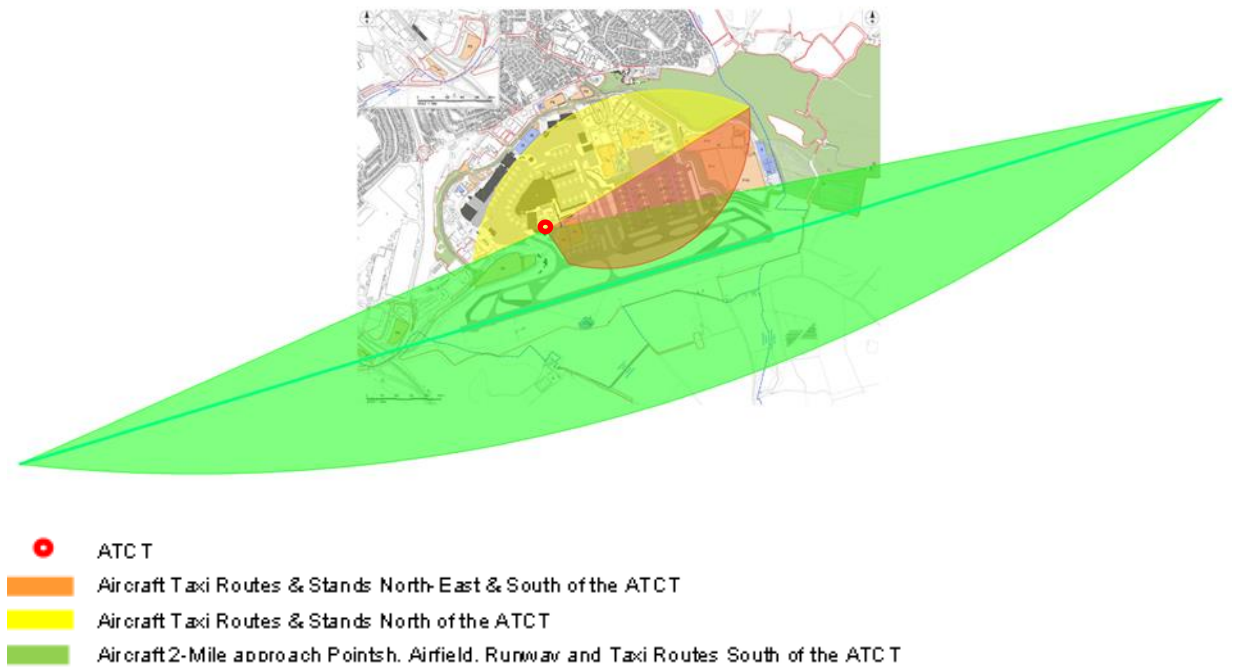 ATCT
Aircraft Taxi Routes & Stands North-East & South of the ATCT
Aircraft Taxi Routes & Stands North of the ATCT
Aircraft 2-Mile approach Pointsh, Airfield, Runway and Taxi Routes South of the ATCT